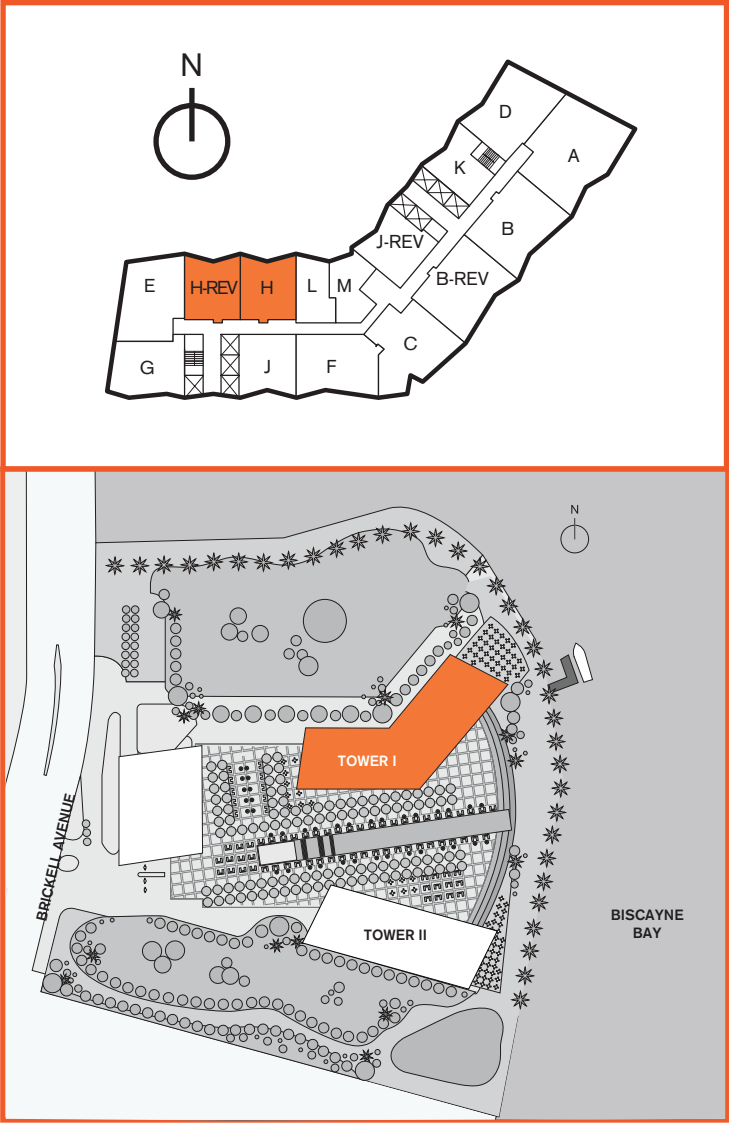 N
D
A
K
B
J-REV
B-REV
E
H-REV
H
L
M
C
G
J
F
N
TOWER I
BRICKELL AVENUE
BISCAYNE
BAY
TOWER II